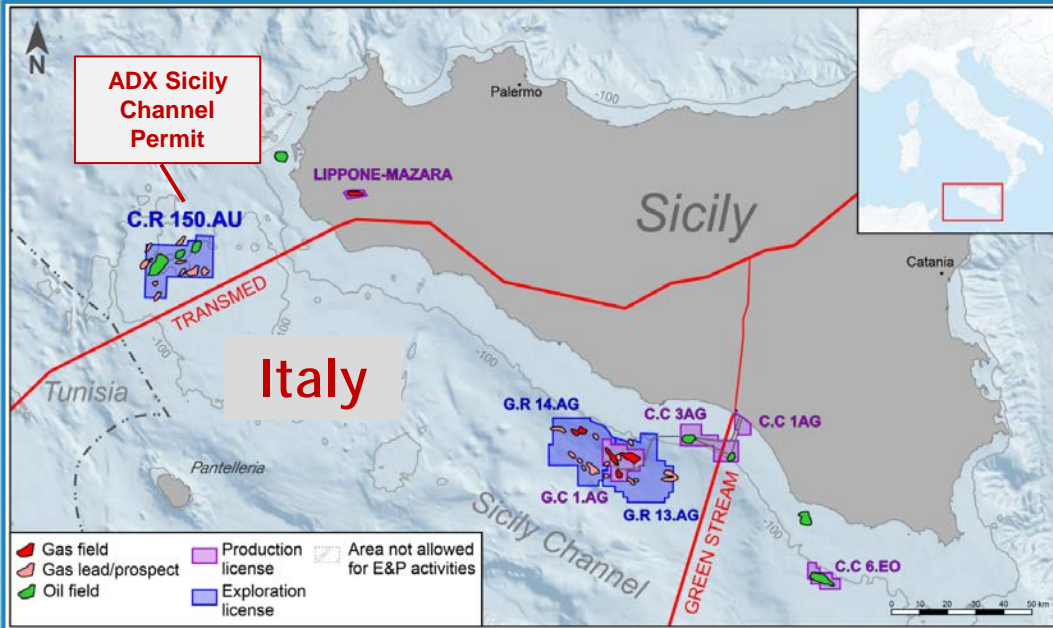 N
ADX Sicily
Channel
Permit
Palermo
-100
LIPPONE-MAZARA
C.R 150.AU
Sicily
Catania
TRANSMED
-100
-100
Italy
Tunisia
Pantelleria
G.R 14.AG
C.C 3AG
C.C 1AG
G.C 1.AG
G.R 13.AG
Sicily Channel
GREEN STREAM
-100
C.C 6.EO
Gas field
Gas lead/prospect
Oil field
Production
license
Exploration
license
Area not allowed
for E&P activities
0 10 20 30 40 50 km